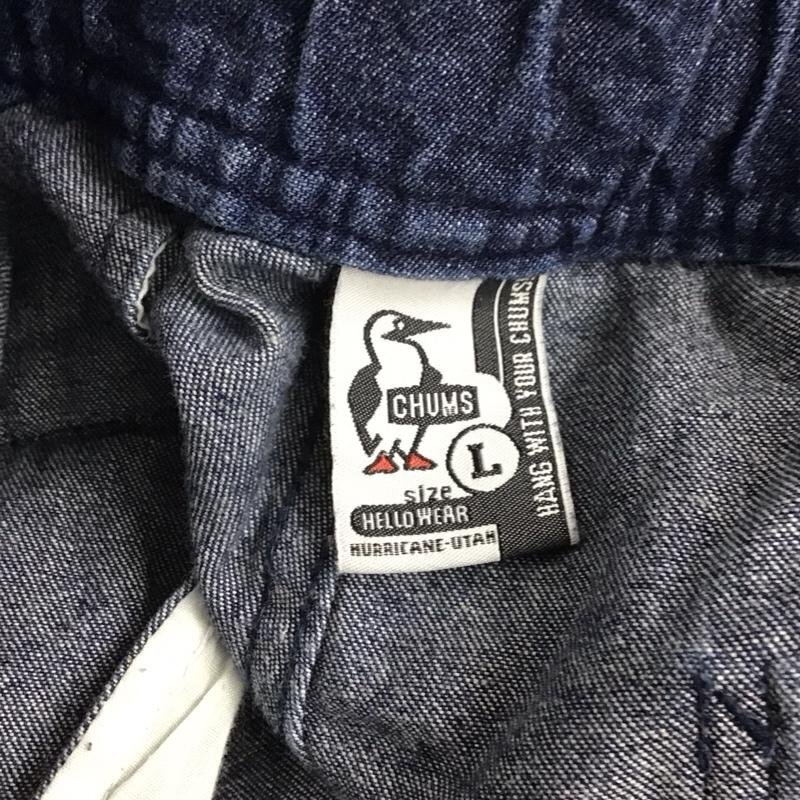 CHUMS
L
size
HELLO WEAR
HURRICANE-UTAH
HANG WITH YOUR CHUMS!